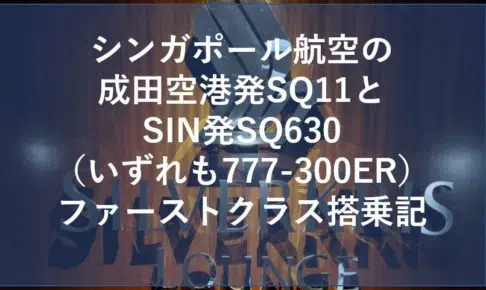 シンガポール航空の
成田空港発SQ11と
SIN発SQ630
（いずれも777-300ER）
ファーストクラス搭乗記
SILVERKRIS
LOUNGE